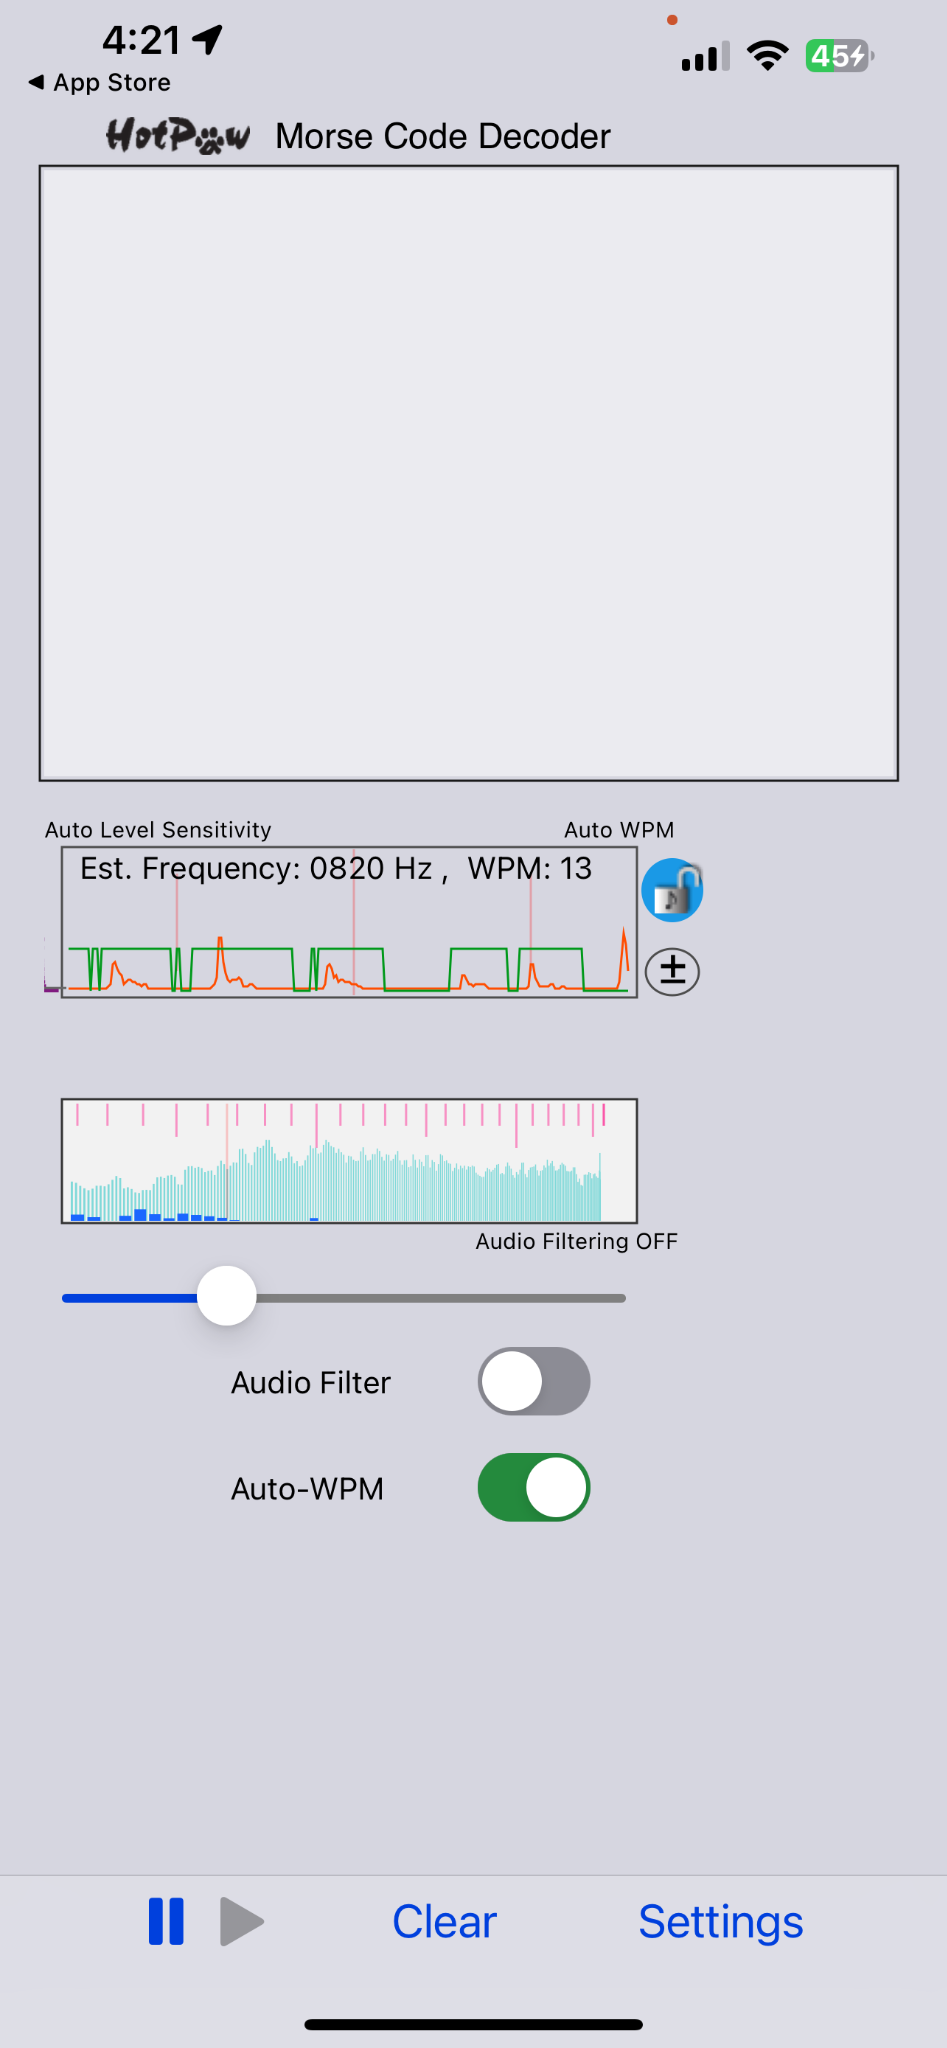 4:21
45
App Store
HotPaw Morse Code Decoder
Auto Level Sensitivity Auto WPM
Est. Frequency: 0820 Hz , WPM: 13
±
Audio Filtering OFF
Audio Filter
Auto-WPM
Clear Settings